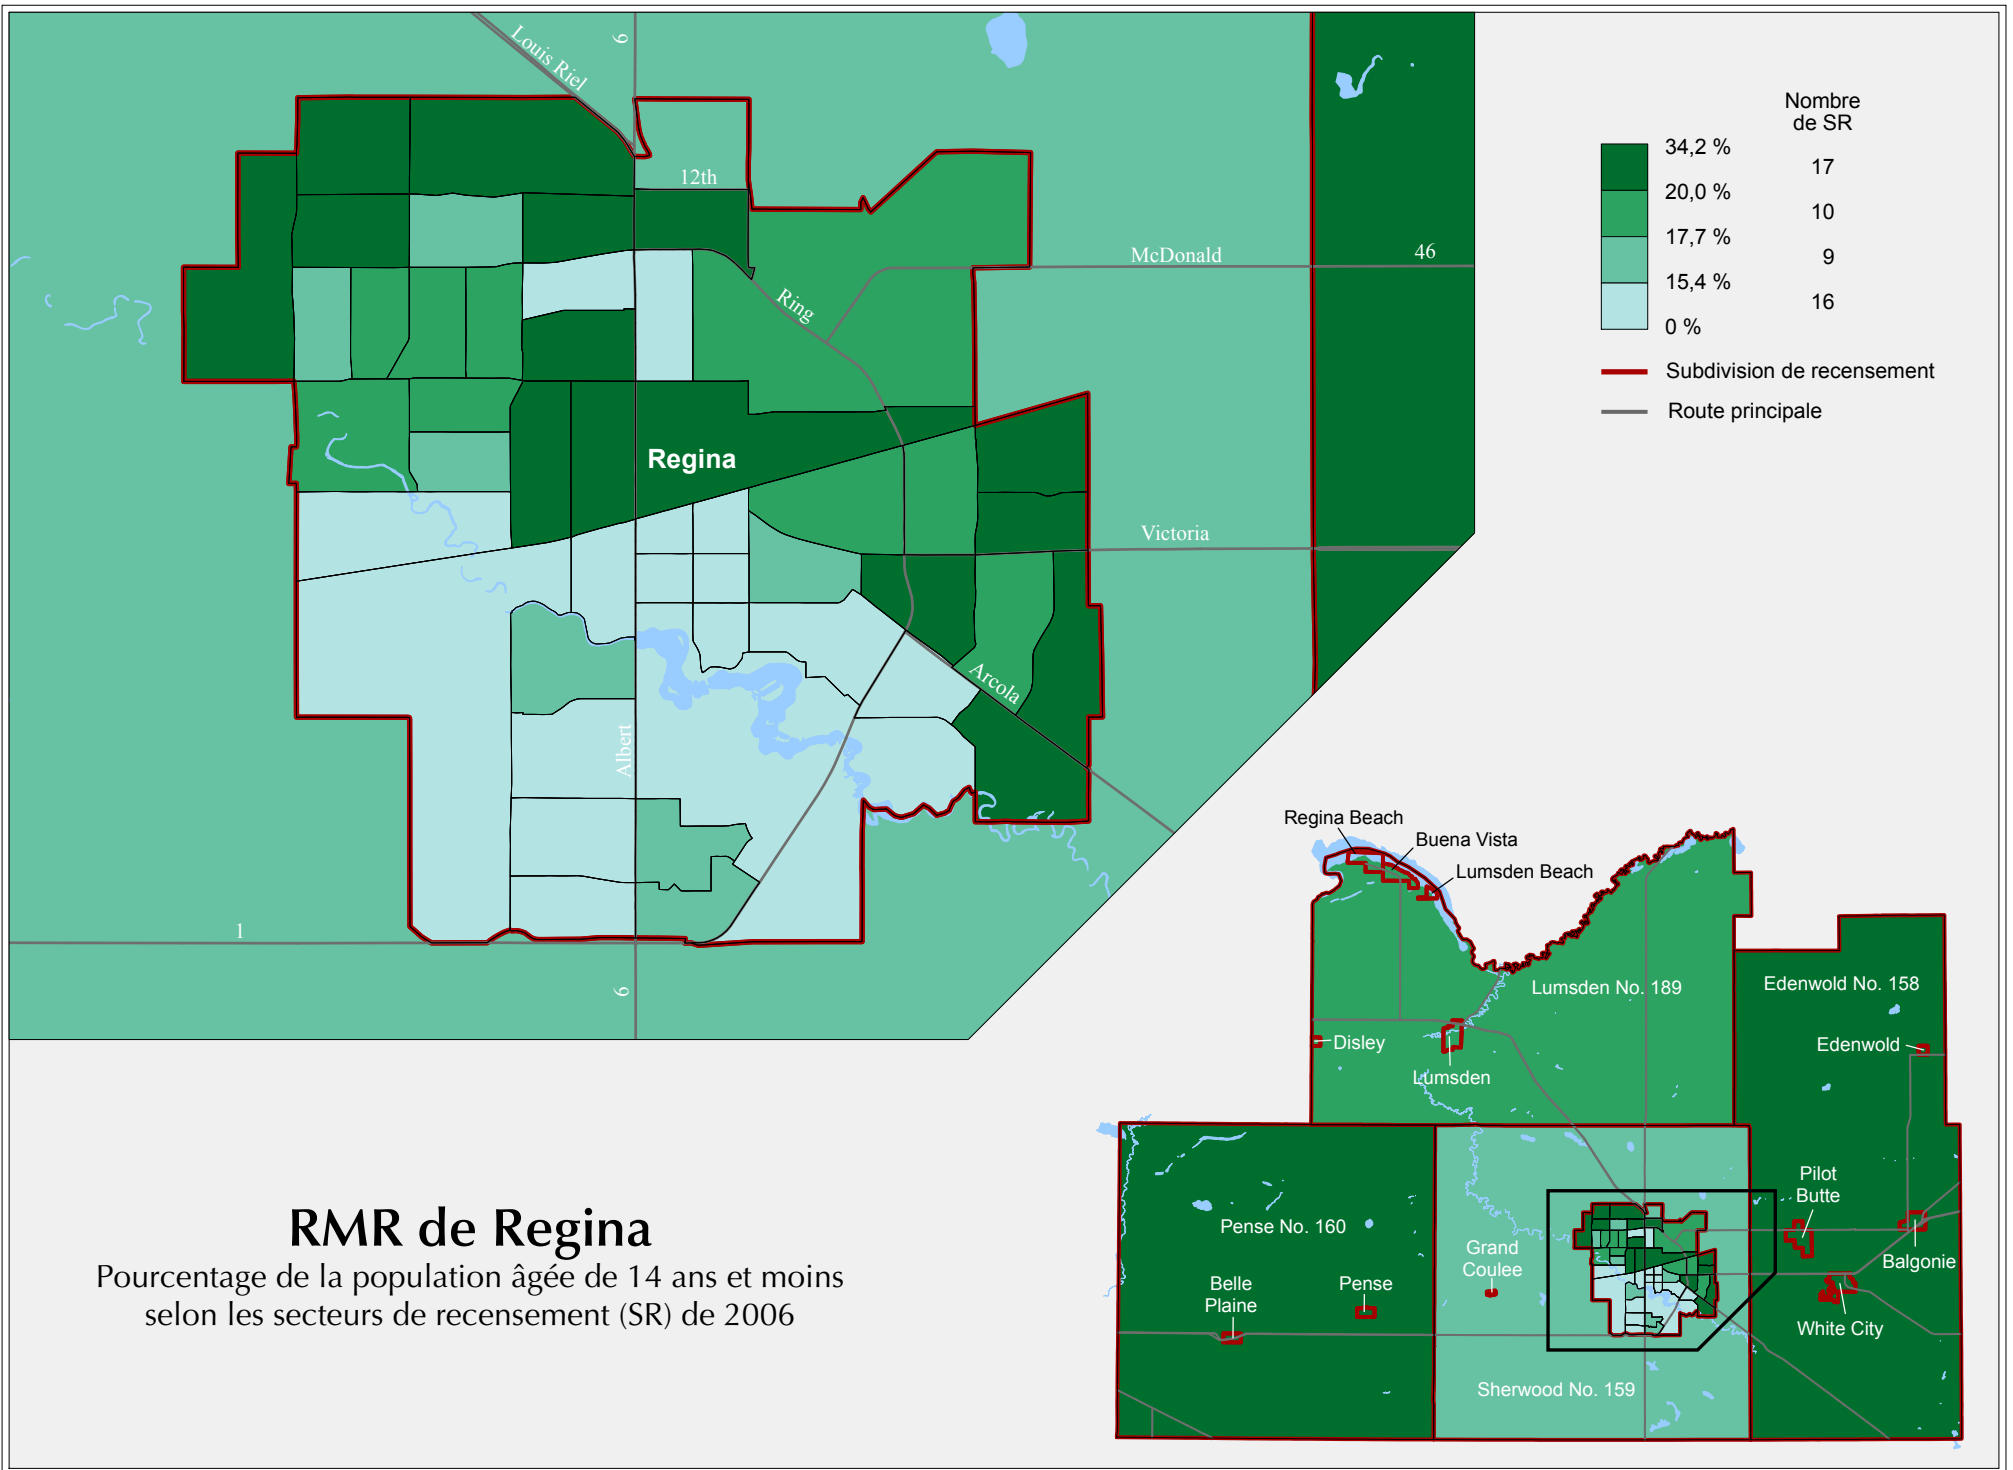 Louis Riel
6
12th
McDonald
46
Ring
Regina
Victoria
Arcola
Albert
1
6
Nombre
de SR
34,2 %
17
20,0 %
10
17,7 %
9
15,4 %
16
0 %
Subdivision de recensement
Route principale
Regina Beach
Buena Vista
Lumsden Beach
Lumsden No. 189
Edenwold No. 158
Disley
Edenwold
Lumsden
Pilot
Butte
Pense No. 160
Grand
Coulee
Balgonie
Belle
Plaine
Pense
White City
Sherwood No. 159
RMR de Regina
Pourcentage de la population âgée de 14 ans et moins
selon les secteurs de recensement (SR) de 2006